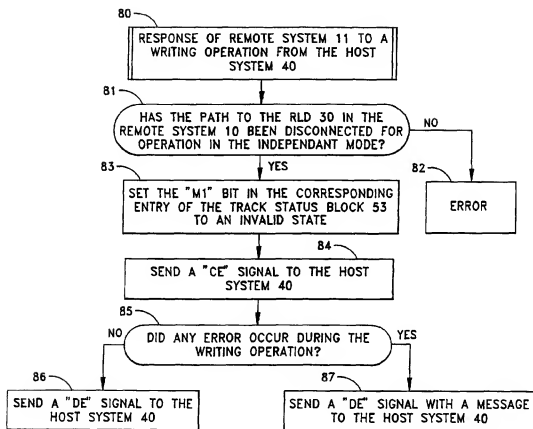 80
RESPONSE OF REMOTE SYSTEM 11 TO A
WRITING OPERATION FROM THE HOST
SYSTEM 40
81
HAS THE PATH TO THE RLD 30 IN THE
REMOTE SYSTEM 10 BEEN DISCONNECTED FOR
OPERATION IN THE INDEPENDANT MODE?
NO
YES
82
ERROR
83
SET THE "M1" BIT IN THE CORRESPONDING
ENTRY OF THE TRACK STATUS BLOCK 53
TO AN INVALID STATE
84
SEND A "CE" SIGNAL TO THE HOST
SYSTEM 40
85
DID ANY ERROR OCCUR DURING THE
WRITING OPERATION?
NO
YES
86
SEND A "DE" SIGNAL TO THE
HOST SYSTEM 40
87
SEND A "DE" SIGNAL WITH A MESSAGE
TO THE HOST SYSTEM 40